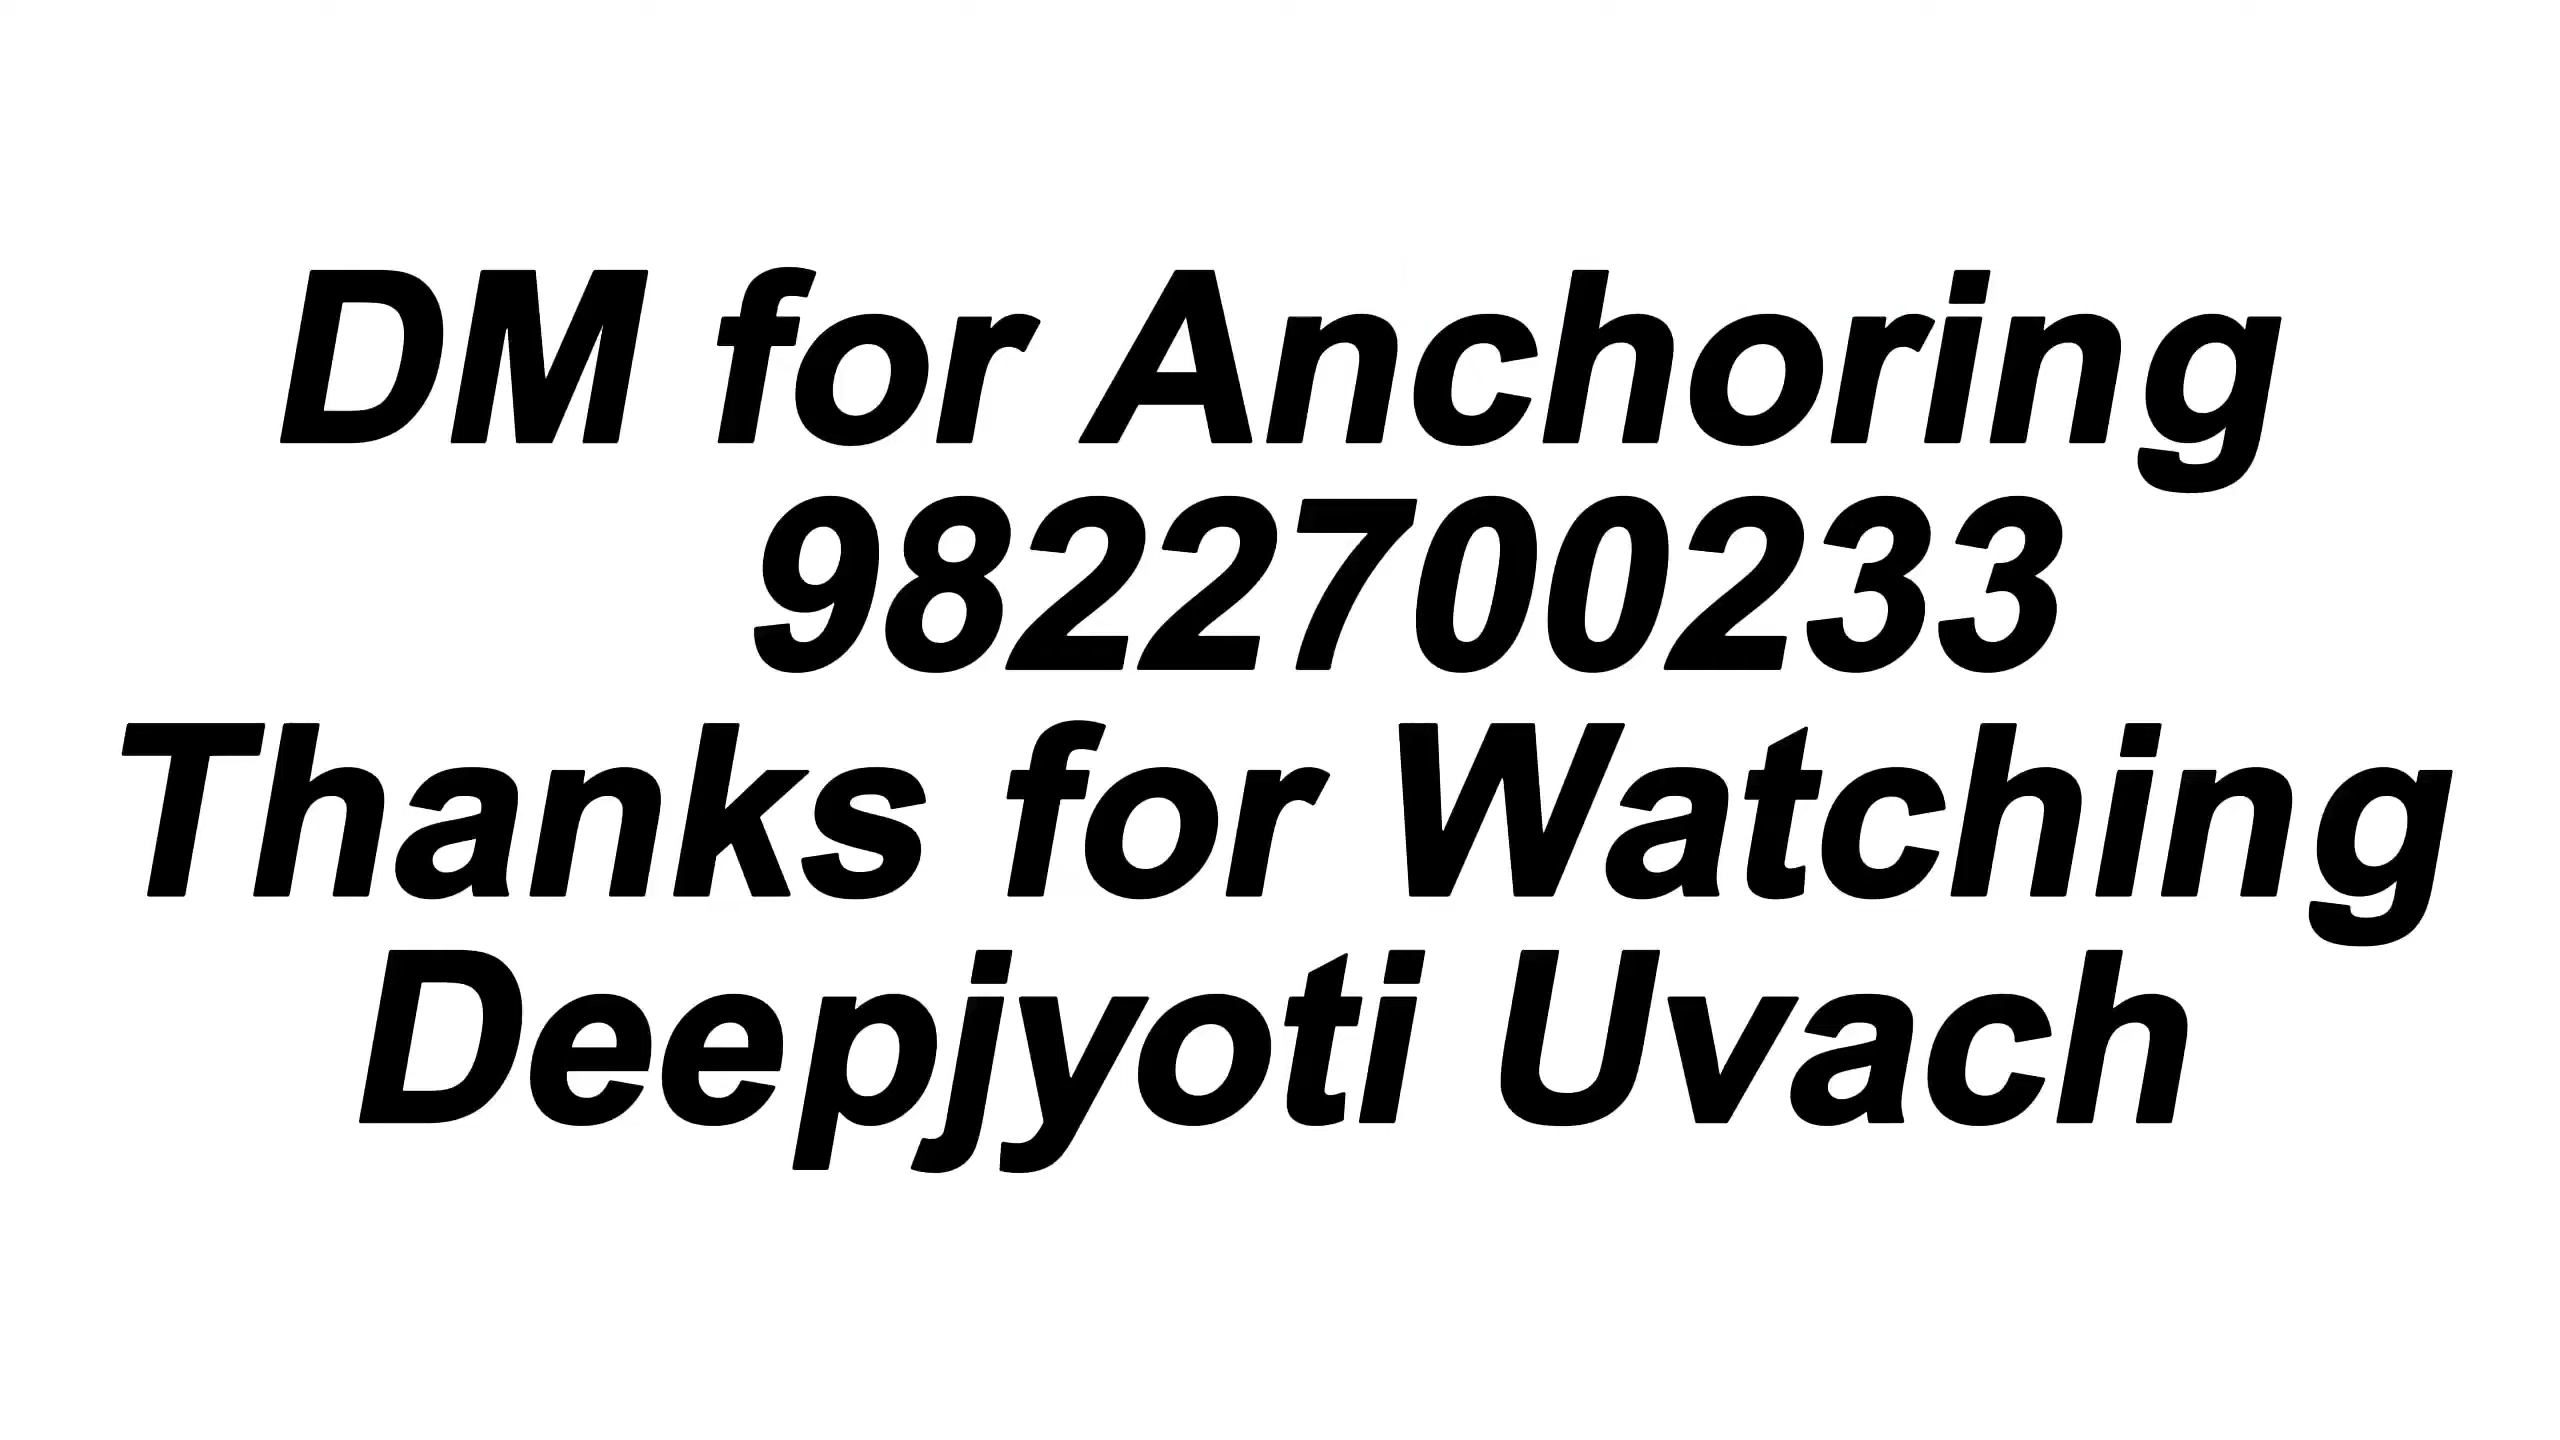 DM for Anchoring
9822700233
Thanks for Watching
Deepjyoti Uvach